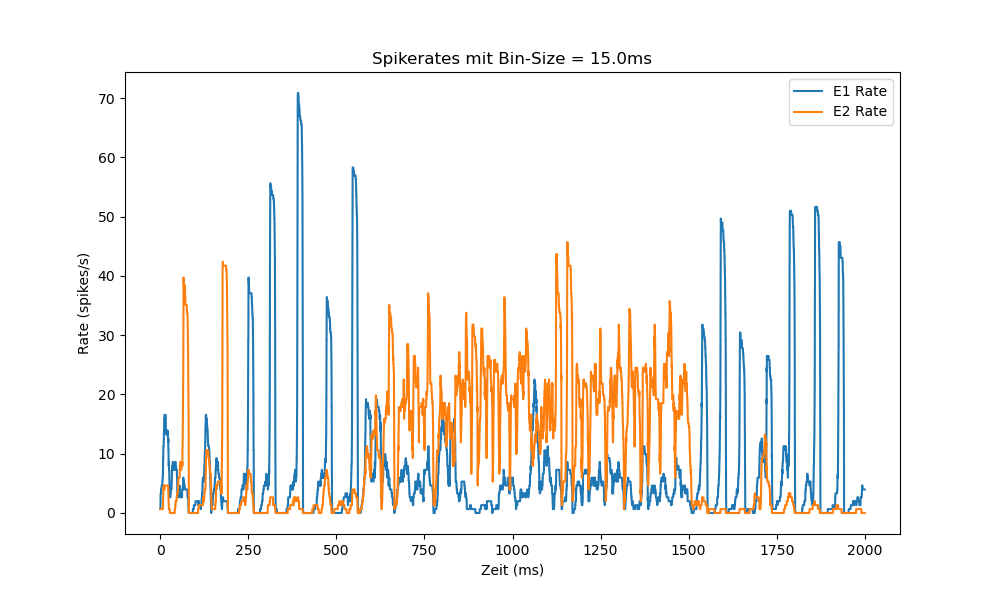 Spikerates mit Bin-Size = 15.0ms
E1 Rate
E2 Rate
70
60
50
40
30
20
10
0
Rate (spikes/s)
0 250 500 750 1000 1250 1500 1750 2000
Zeit (ms)